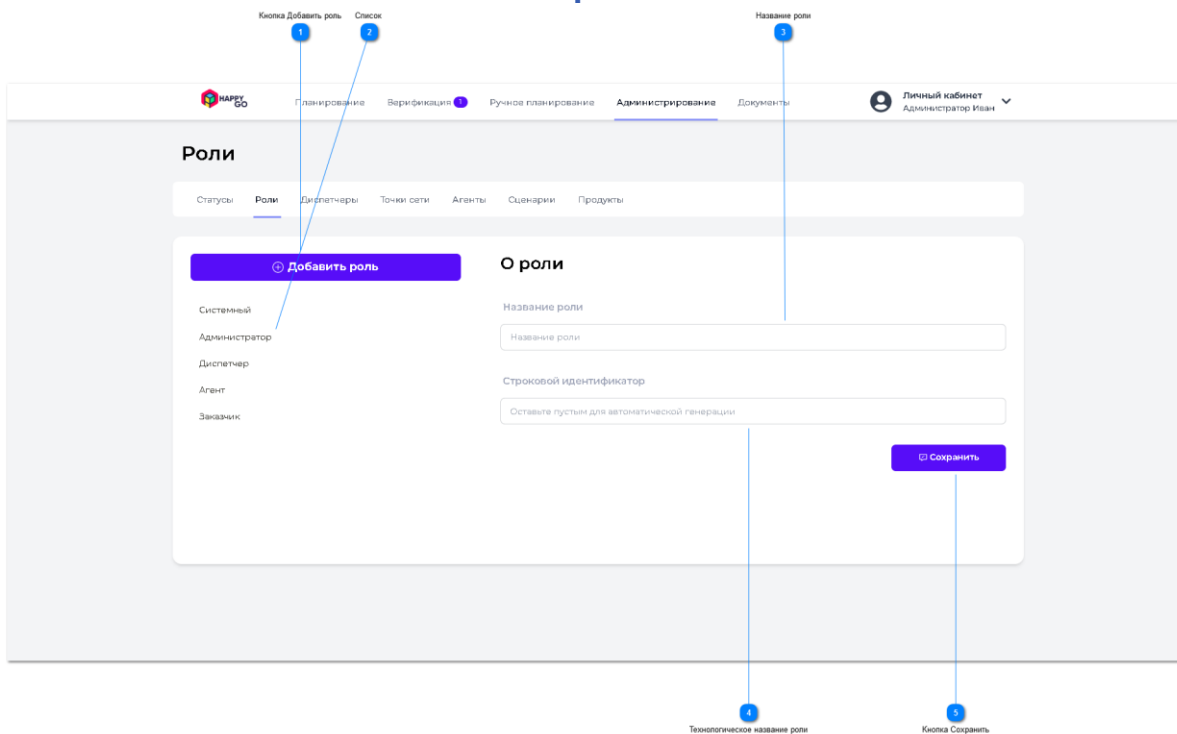 Кнопка Добавить роль Список Название роли
1 2 3
HAPPY GO Планирование Верификация 1 Ручное планирование Администрирование Документы Личный кабинет
Администратор Иван
Роли
Статусы Роли Диспетчеры Точки сети Агенты Сценарии Продукты
Добавить роль
Системный
Администратор
Диспетчер
Агент
Заказчик
О роли
Название роли
Название роли
Строковой идентификатор
Оставьте пустым для автоматической генерации
Сохранить
4 5
Технологическое название роли Кнопка Сохранить